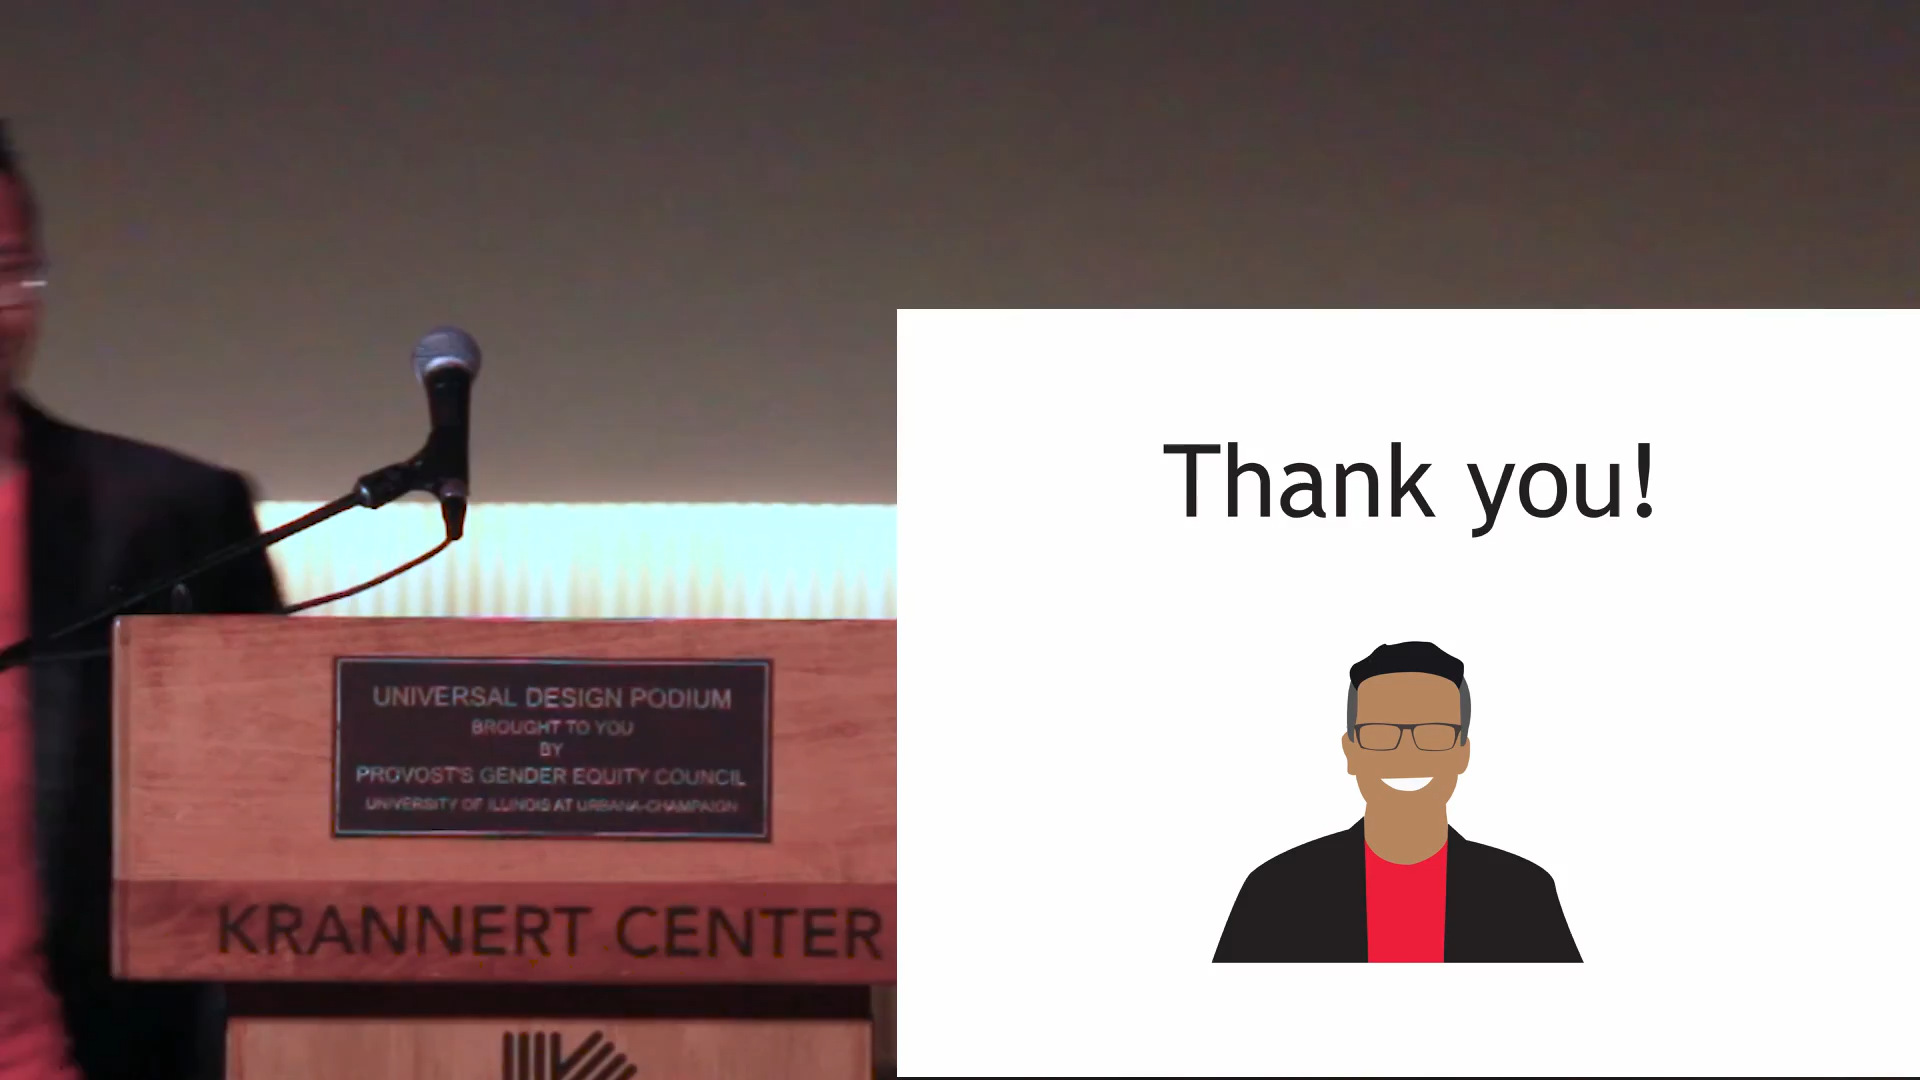 UNIVERSAL DESIGN PODIUM
BROUGHT TO YOU
BY
PROVOST'S GENDER EQUITY COUNCIL
UNIVERSITY OF ILLINOIS AT URBANA-CHAMPAIGN
KRANNERT CENTER
Thank you!